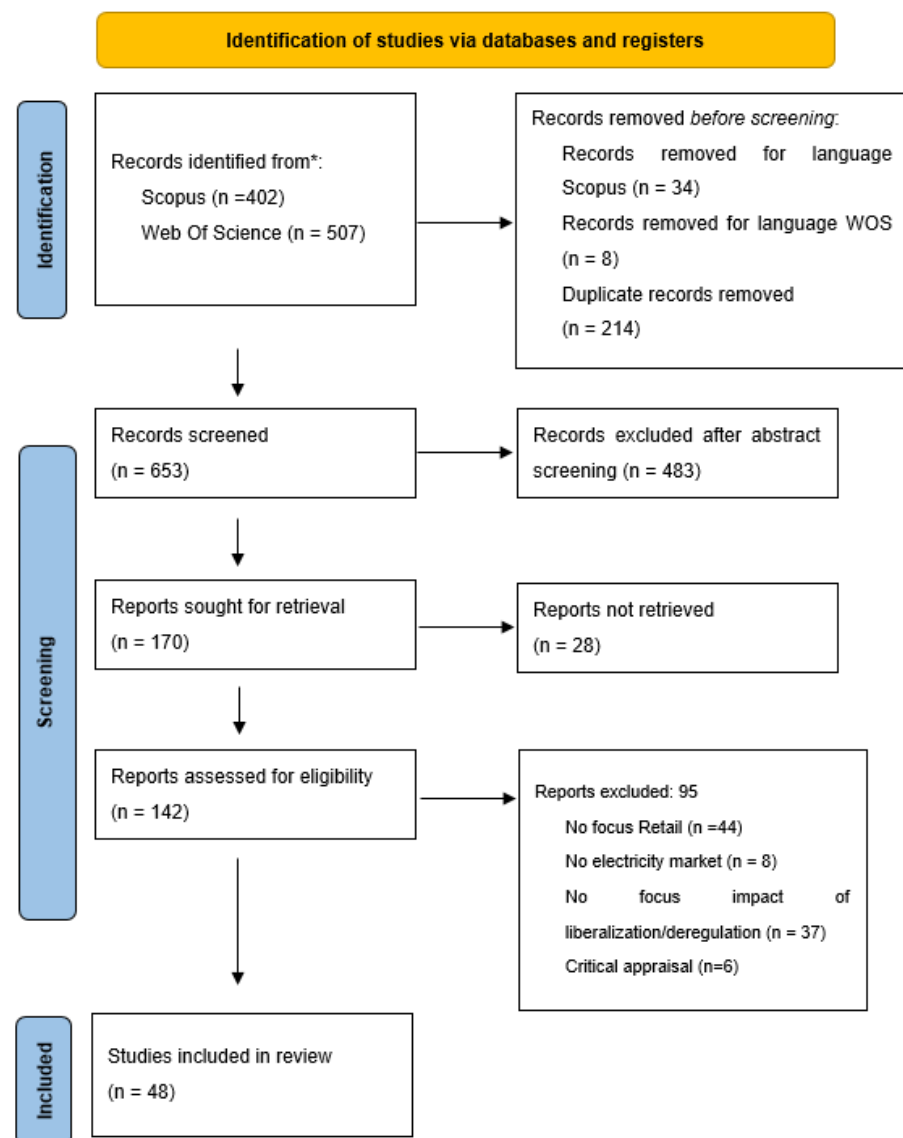 Identification of studies via databases and registers
Identification
Records identified from*:
Scopus (n =402)
Web Of Science (n = 507)
Records removed before screening:
Records removed for language
Scopus (n = 34)
Records removed for language WOS
(n = 8)
Duplicate records removed
(n = 214)
Screening
Records screened
(n = 653)
Records excluded after abstract
screening (n = 483)
Reports sought for retrieval
(n = 170)
Reports not retrieved
(n = 28)
Reports assessed for eligibility
(n = 142)
Reports excluded: 95
No focus Retail (n =44)
No electricity market (n = 8)
No focus impact of
liberalization/deregulation (n = 37)
Critical appraisal (n=6)
Included
Studies included in review
(n = 48)